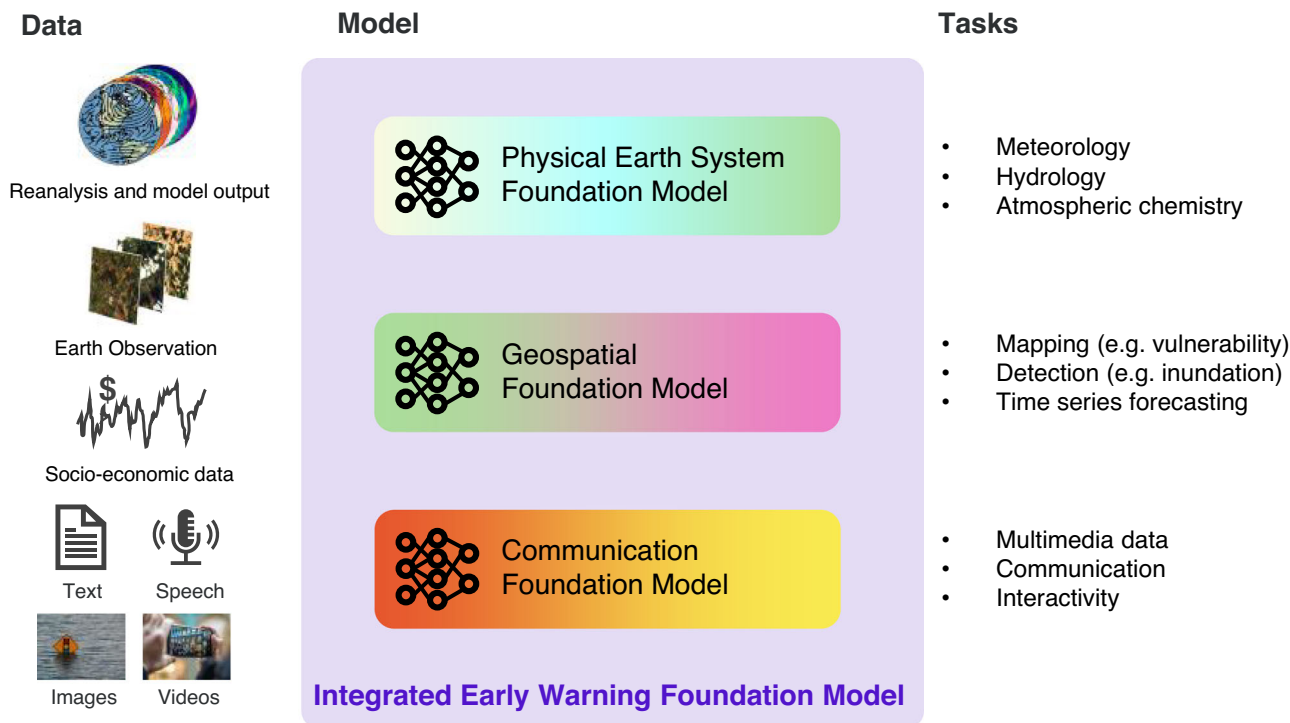 Data
Model
Tasks
Reanalysis and model output
Earth Observation
$
Socio-economic data
Text
Speech
Images
Videos
Physical Earth System
Foundation Model
Geospatial
Foundation Model
Communication
Foundation Model
Integrated Early Warning Foundation Model
• Meteorology
• Hydrology
• Atmospheric chemistry
• Mapping (e.g. vulnerability)
• Detection (e.g. inundation)
• Time series forecasting
• Multimedia data
• Communication
• Interactivity